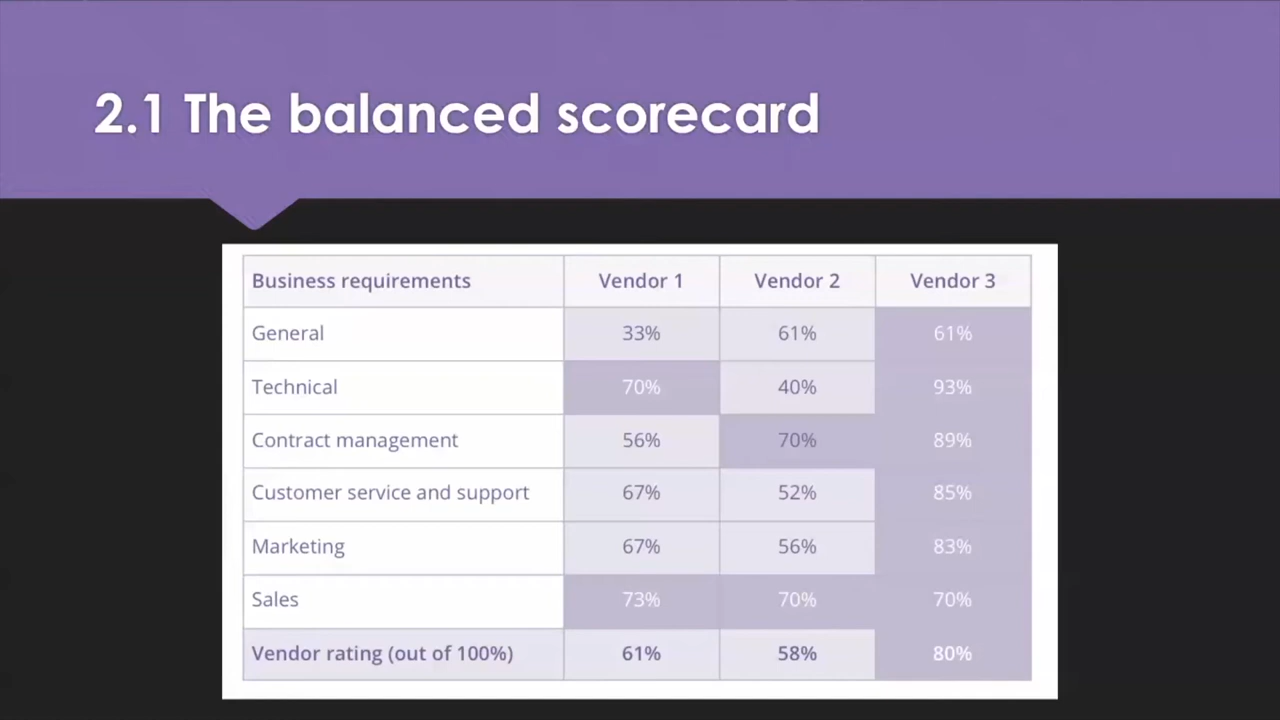 2.1 The balanced scorecard
Business requirements Vendor 1 Vendor 2 Vendor 3
General 33% 61% 61%
Technical 70% 40% 93%
Contract management 56% 70% 89%
Customer service and support 67% 52% 85%
Marketing 67% 56% 83%
Sales 73% 70% 70%
Vendor rating (out of 100%) 61% 58% 80%